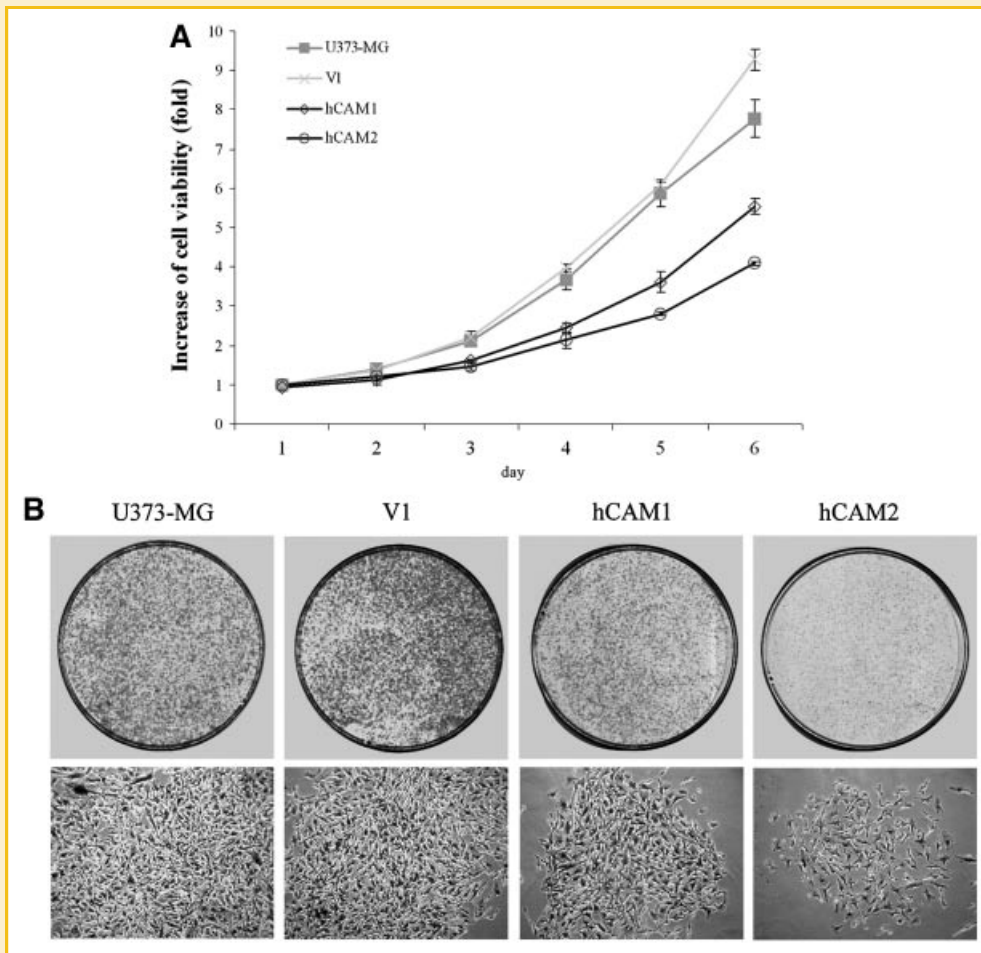 A
U373-MG
V1
hCAM1
hCAM2
Increase of cell viability (fold)
10
9
8
7
6
5
4
3
2
1
0
1 2 3 4 5 6
day
B
U373-MG V1 hCAM1 hCAM2